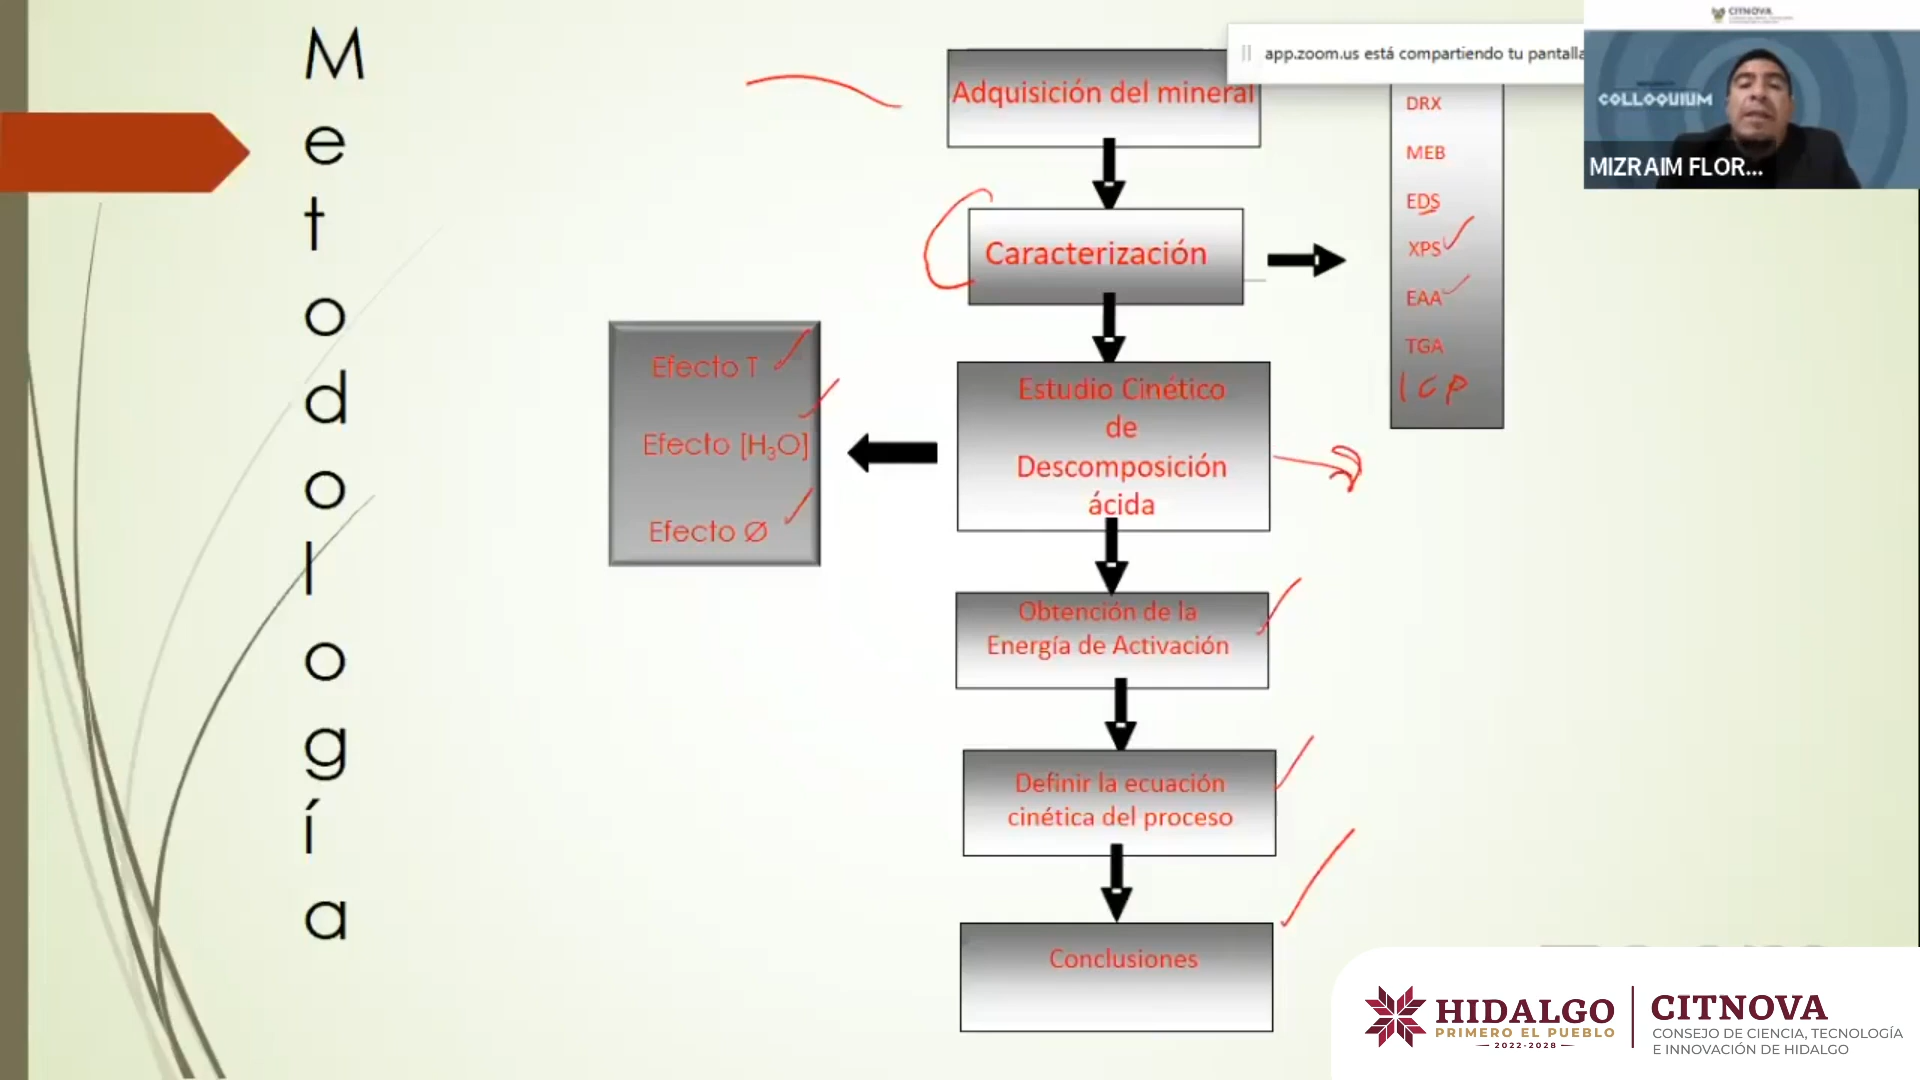 Metodología
Adquisición del mineral
Caracterización
Estudio Cinético
de
Descomposición
ácida
Obtención de la
Energía de Activación
Definir la ecuación
cinética del proceso
Conclusiones
Efecto T
Efecto [H₃O]
Efecto Ø
DRX
MEB
EDS
XPS
EAA
TGA
ICP
app.zoom.us está compartiendo tu pantalla
CITNOVA
COLLOQUIUM
MIZRAIM FLOR...
HIDALGO
PRIMERO EL PUEBLO
2022-2028
CITNOVA
CONSEJO DE CIENCIA, TECNOLOGÍA
E INNOVACIÓN DE HIDALGO